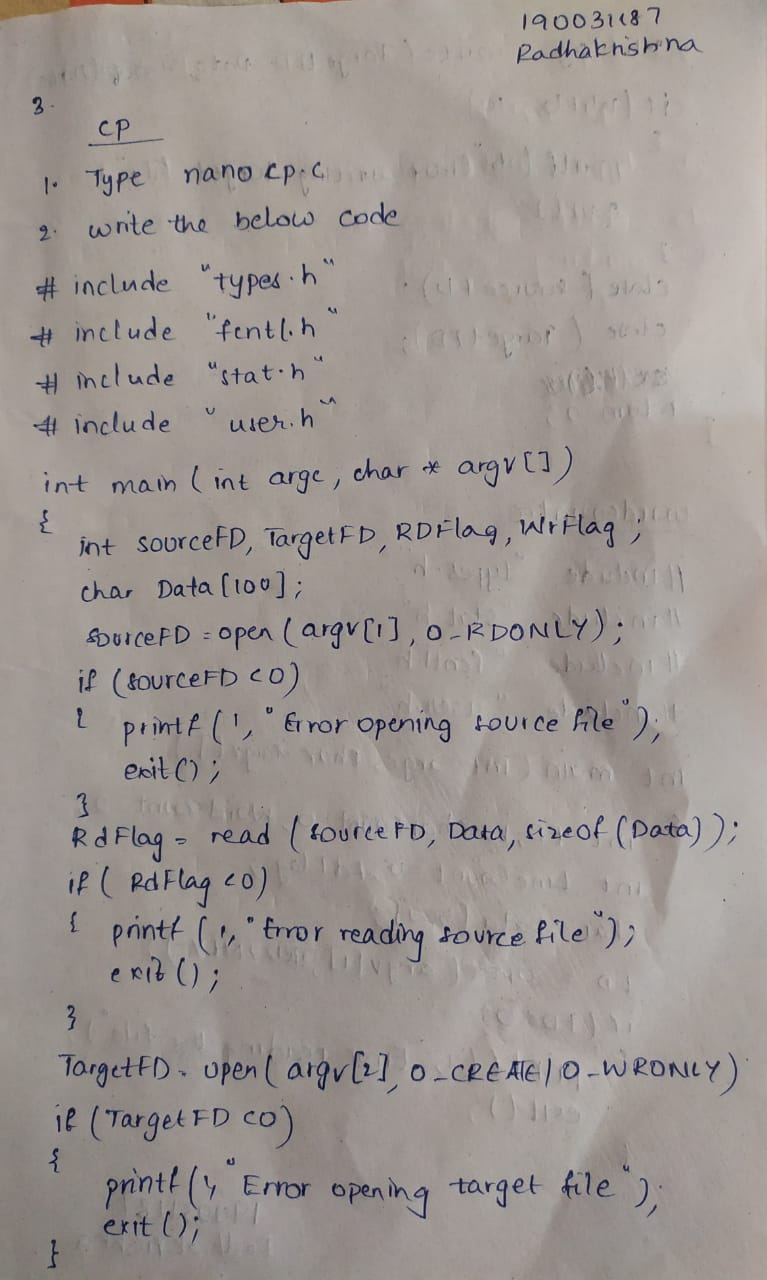 190031187
Radhakrishna
3.
CP
1. Type nano cp.c
2. write the below code
# include "types.h"
# include "fcntl.h"
# include "stat.h"
# include "user.h"
int main (int argc, char * argv[])
{
int sourceFD, TargetFD, RDFlag, WrFlag;
char Data[100];
SourceFD = open (argv[1], O_RDONLY);
if (sourceFD <0)
{ printf (1, "Error opening source file");
exit();
}
RdFlag = read (sourceFD, Data, sizeof (Data));
if ( RdFlag <0)
{ printf (1, "Error reading source file");
exit ();
}
TargetFD = open( argv[2], O_CREATE | O_WRONLY)
if (TargetFD <0)
{
printf (1, "Error opening target file");
exit ();
}